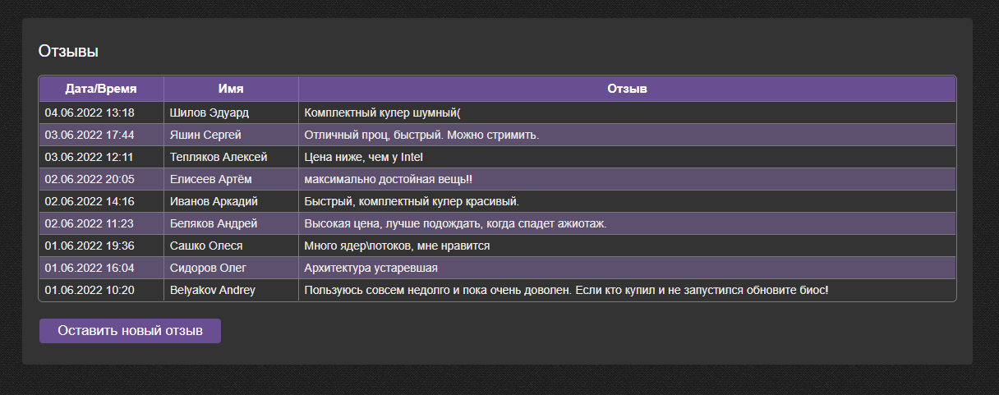 Отзывы
Дата/Время Имя Отзыв
04.06.2022 13:18 Шилов Эдуард Комплектный кулер шумный(
03.06.2022 17:44 Яшин Сергей Отличный проц, быстрый. Можно стримить.
03.06.2022 12:11 Тепляков Алексей Цена ниже, чем у Intel
02.06.2022 20:05 Елисеев Артём максимально достойная вещь!!
02.06.2022 14:16 Иванов Аркадий Быстрый, комплектный кулер красивый.
02.06.2022 11:23 Беляков Андрей Высокая цена, лучше подождать, когда спадет ажиотаж.
01.06.2022 19:36 Сашко Олеся Много ядер\потоков, мне нравится
01.06.2022 16:04 Сидоров Олег Архитектура устаревшая
01.06.2022 10:20 Belyakov Andrey Пользуюсь совсем недолго и пока очень доволен. Если кто купил и не запустился обновите биос!
Оставить новый отзыв